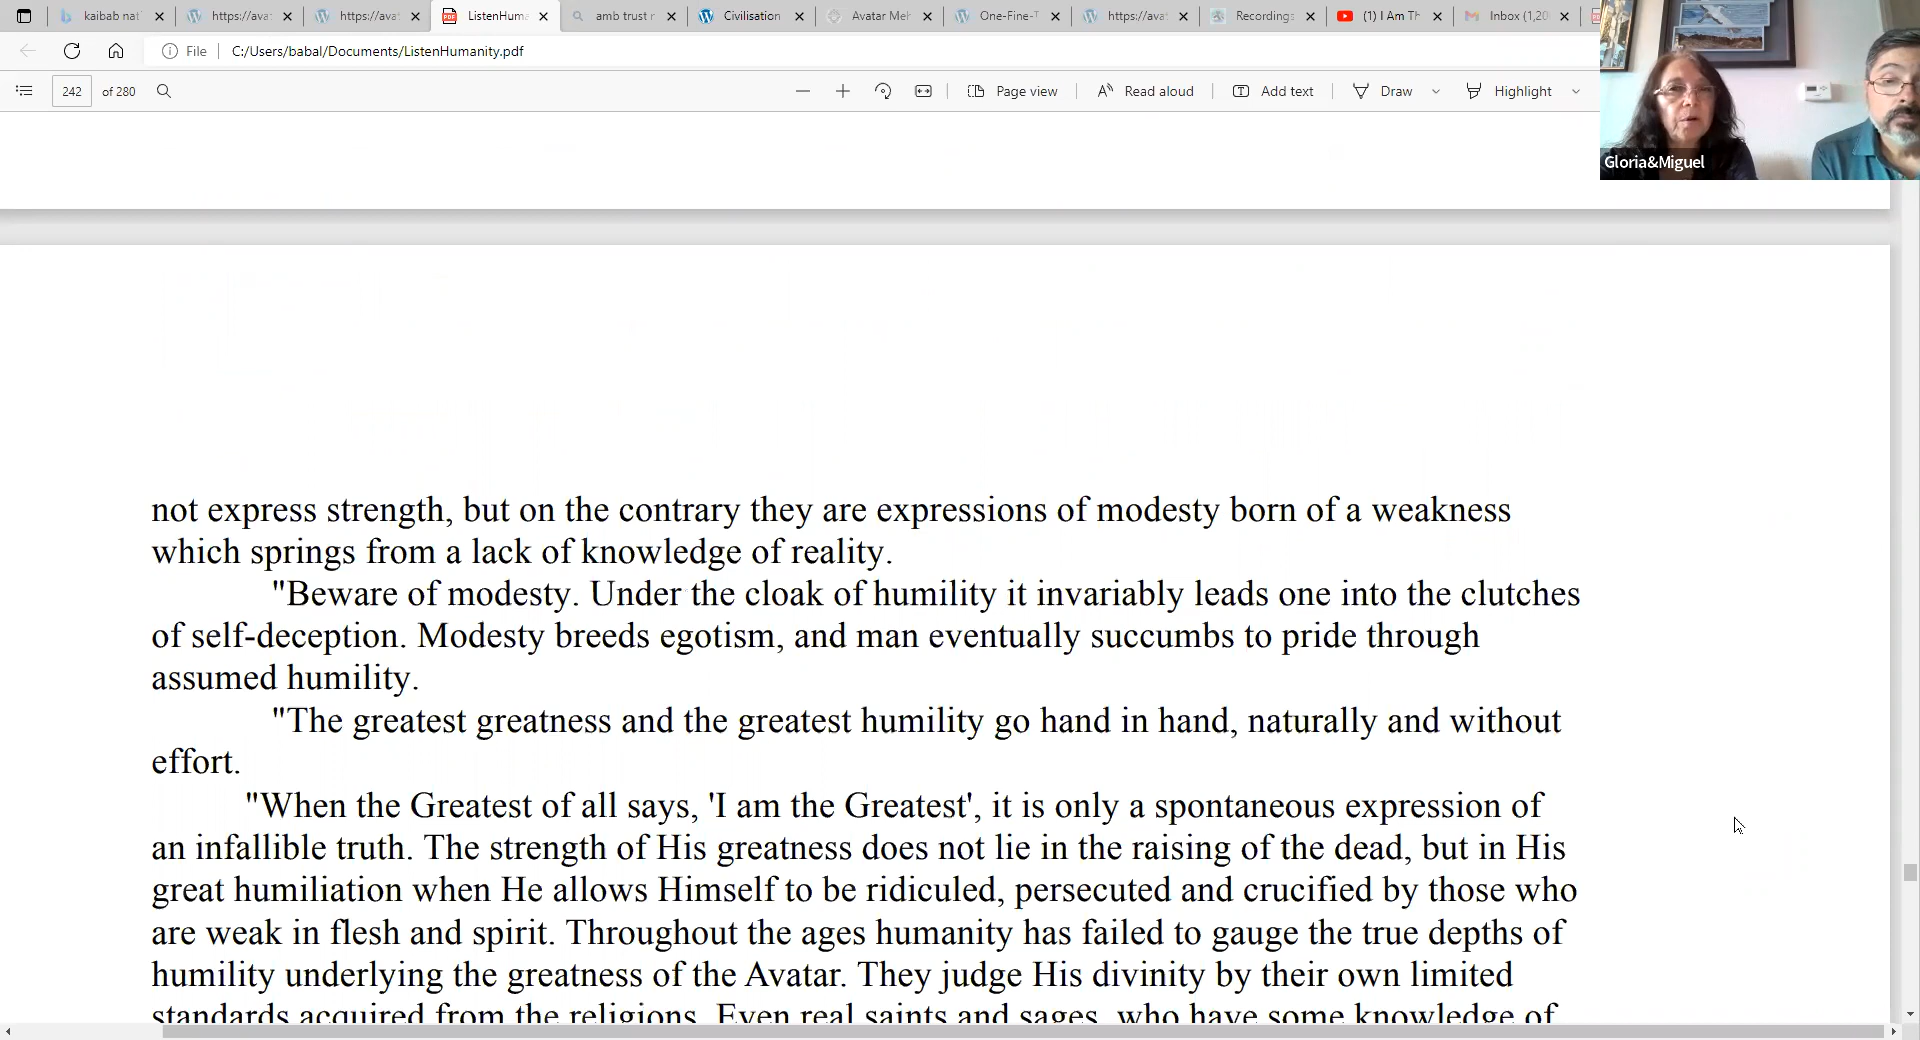 kaibab nat
https://avat
https://avat
ListenHuma
amb trust r
Civilisation
Avatar Meh
One-Fine-T
https://avat
Recordings
(1) I Am Th
Inbox (1,20
File C:/Users/babal/Documents/ListenHumanity.pdf
242 of 280 Page view Read aloud Add text Draw Highlight
Gloria&Miguel
not express strength, but on the contrary they are expressions of modesty born of a weakness
which springs from a lack of knowledge of reality.
"Beware of modesty. Under the cloak of humility it invariably leads one into the clutches
of self-deception. Modesty breeds egotism, and man eventually succumbs to pride through
assumed humility.
"The greatest greatness and the greatest humility go hand in hand, naturally and without
effort.
"When the Greatest of all says, 'I am the Greatest', it is only a spontaneous expression of
an infallible truth. The strength of His greatness does not lie in the raising of the dead, but in His
great humiliation when He allows Himself to be ridiculed, persecuted and crucified by those who
are weak in flesh and spirit. Throughout the ages humanity has failed to gauge the true depths of
humility underlying the greatness of the Avatar. They judge His divinity by their own limited
standards acquired from the religions. Even real saints and sages, who have some knowledge of